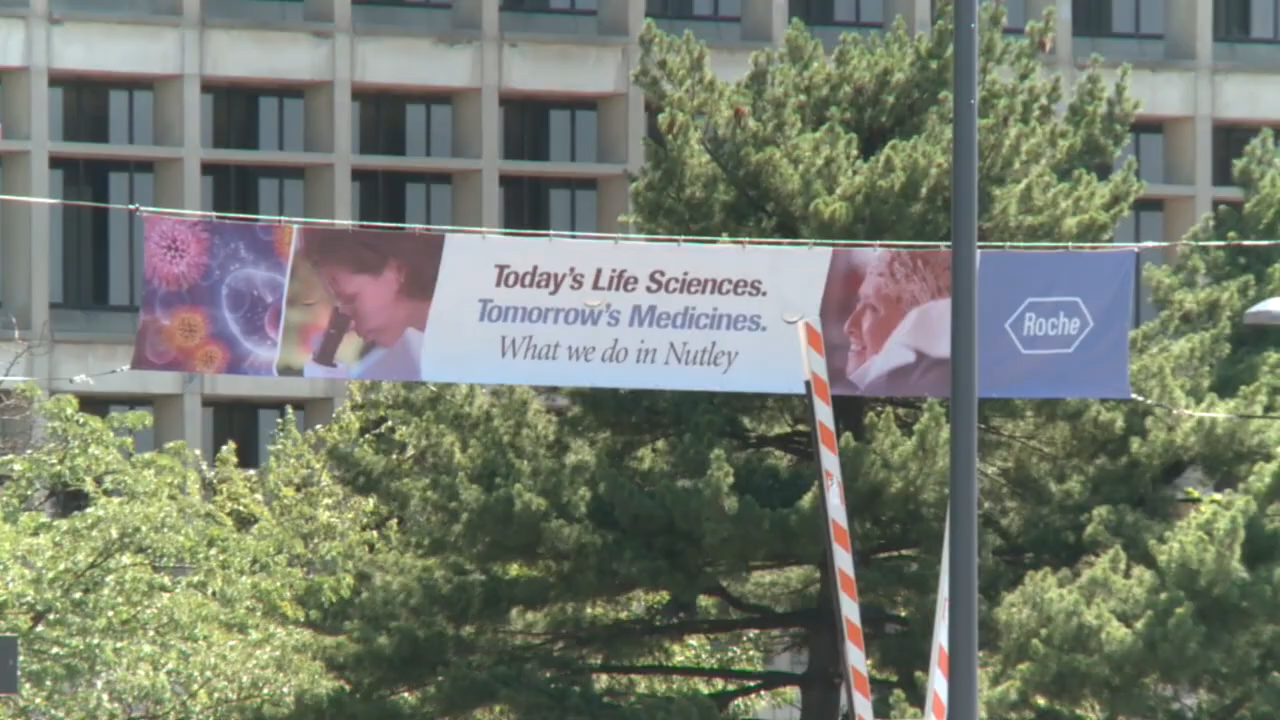 Today's Life Sciences.
Tomorrow's Medicines.
What we do in Nutley
Roche